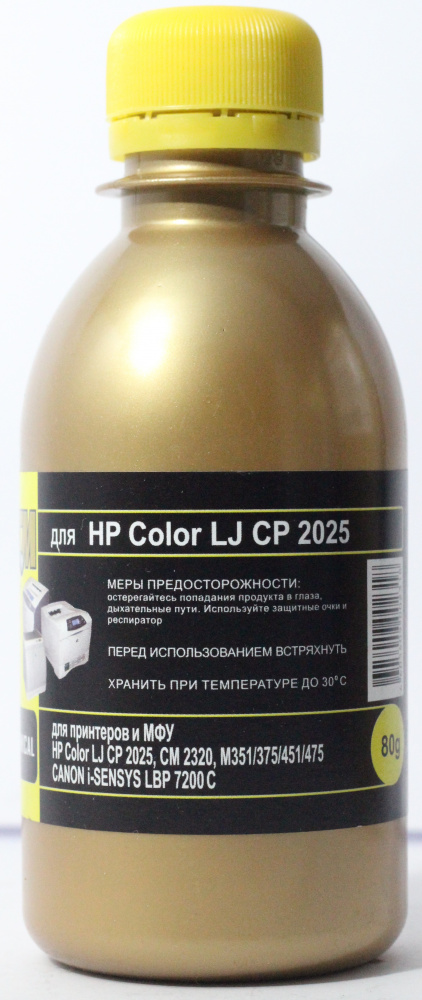 для HP Color LJ CP 2025
МЕРЫ ПРЕДОСТОРОЖНОСТИ:
остерегайтесь попадания продукта в глаза,
дыхательные пути. Используйте защитные очки и
респиратор
ПЕРЕД ИСПОЛЬЗОВАНИЕМ ВСТРЯХНУТЬ
ХРАНИТЬ ПРИ ТЕМПЕРАТУРЕ ДО 30°C
для принтеров и МФУ
HP Color LJ CP 2025, CM 2320, M351/375/451/475
CANON i-SENSYS LBP 7200 C
80g